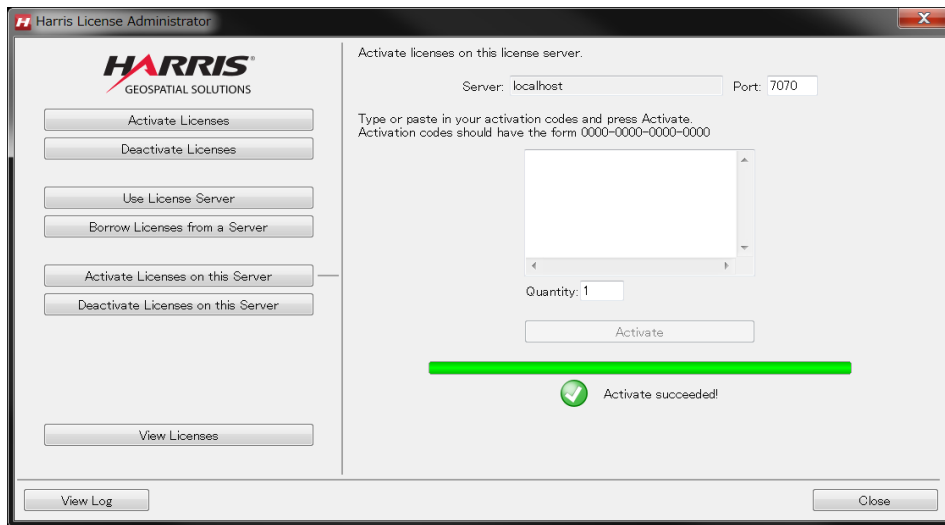 Harris License Administrator
HARRIS®
GEOSPATIAL SOLUTIONS
Activate Licenses
Deactivate Licenses
Use License Server
Borrow Licenses from a Server
Activate Licenses on this Server
Deactivate Licenses on this Server
View Licenses
Activate licenses on this license server.
Server: localhost Port: 7070
Type or paste in your activation codes and press Activate.
Activation codes should have the form 0000-0000-0000-0000
Quantity: 1
Activate
Activate succeeded!
View Log
Close